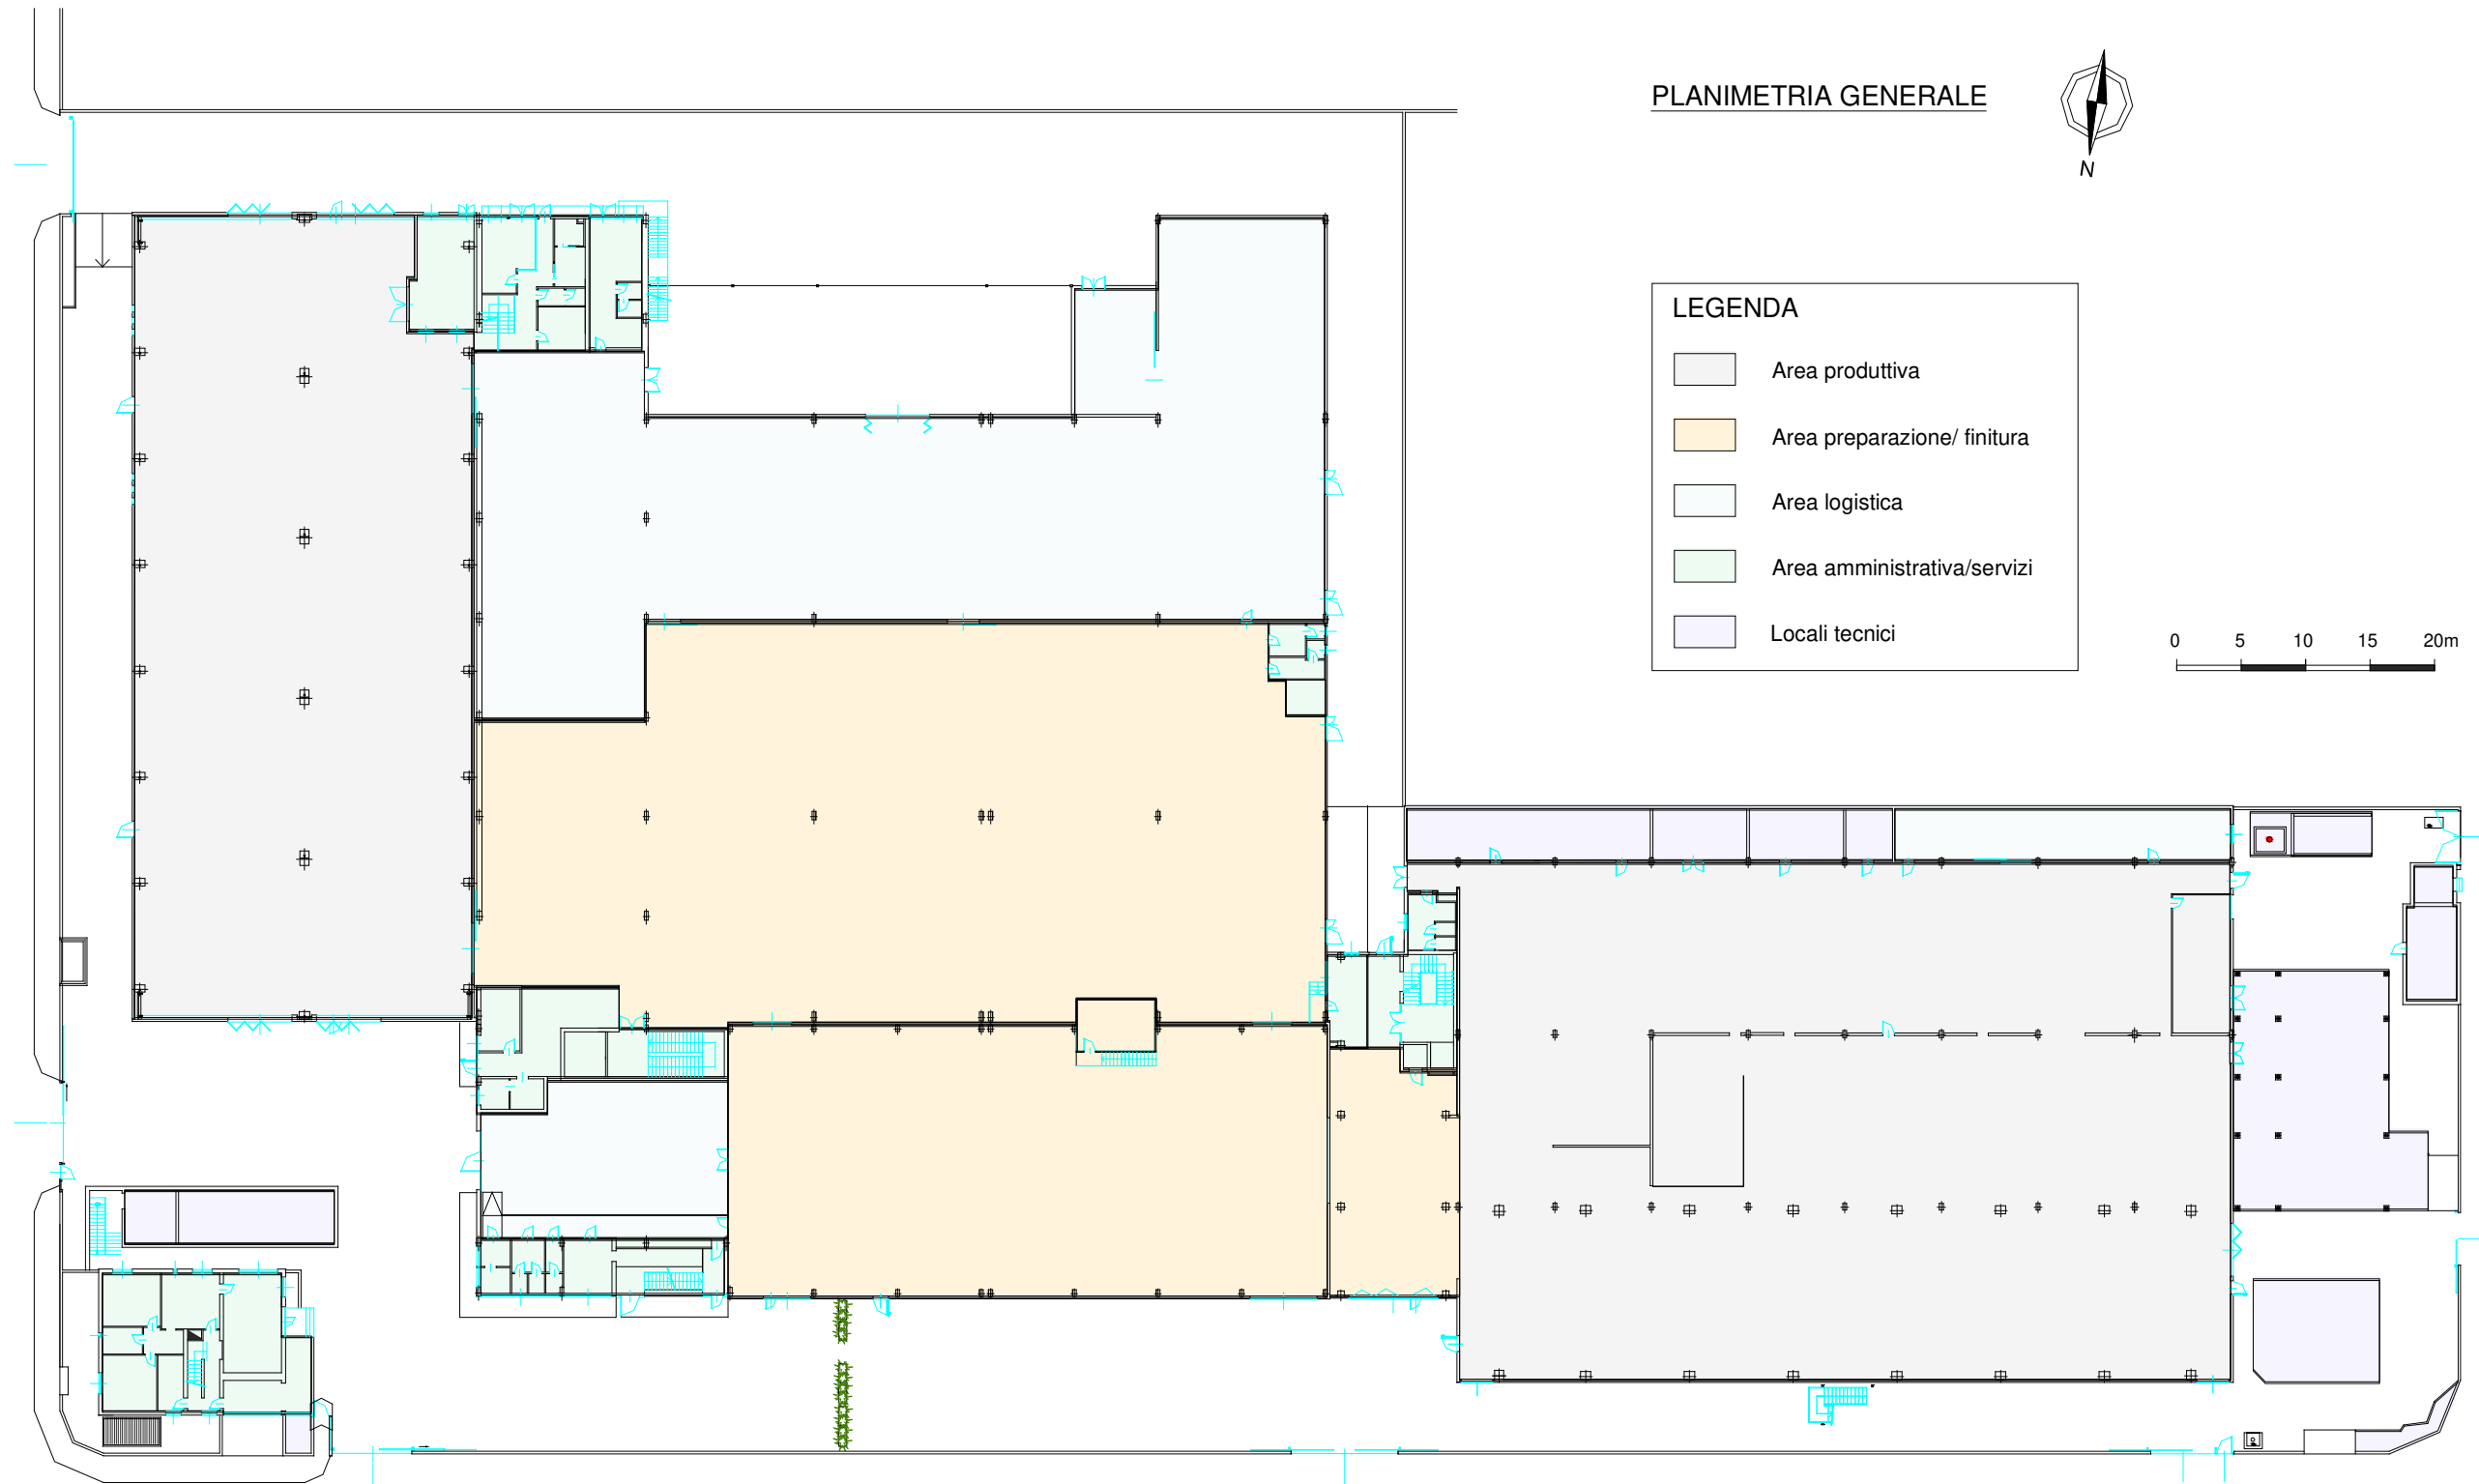 PLANIMETRIA GENERALE
N
LEGENDA
Area produttiva
Area preparazione/ finitura
Area logistica
Area amministrativa/servizi
Locali tecnici
0 5 10 15 20m